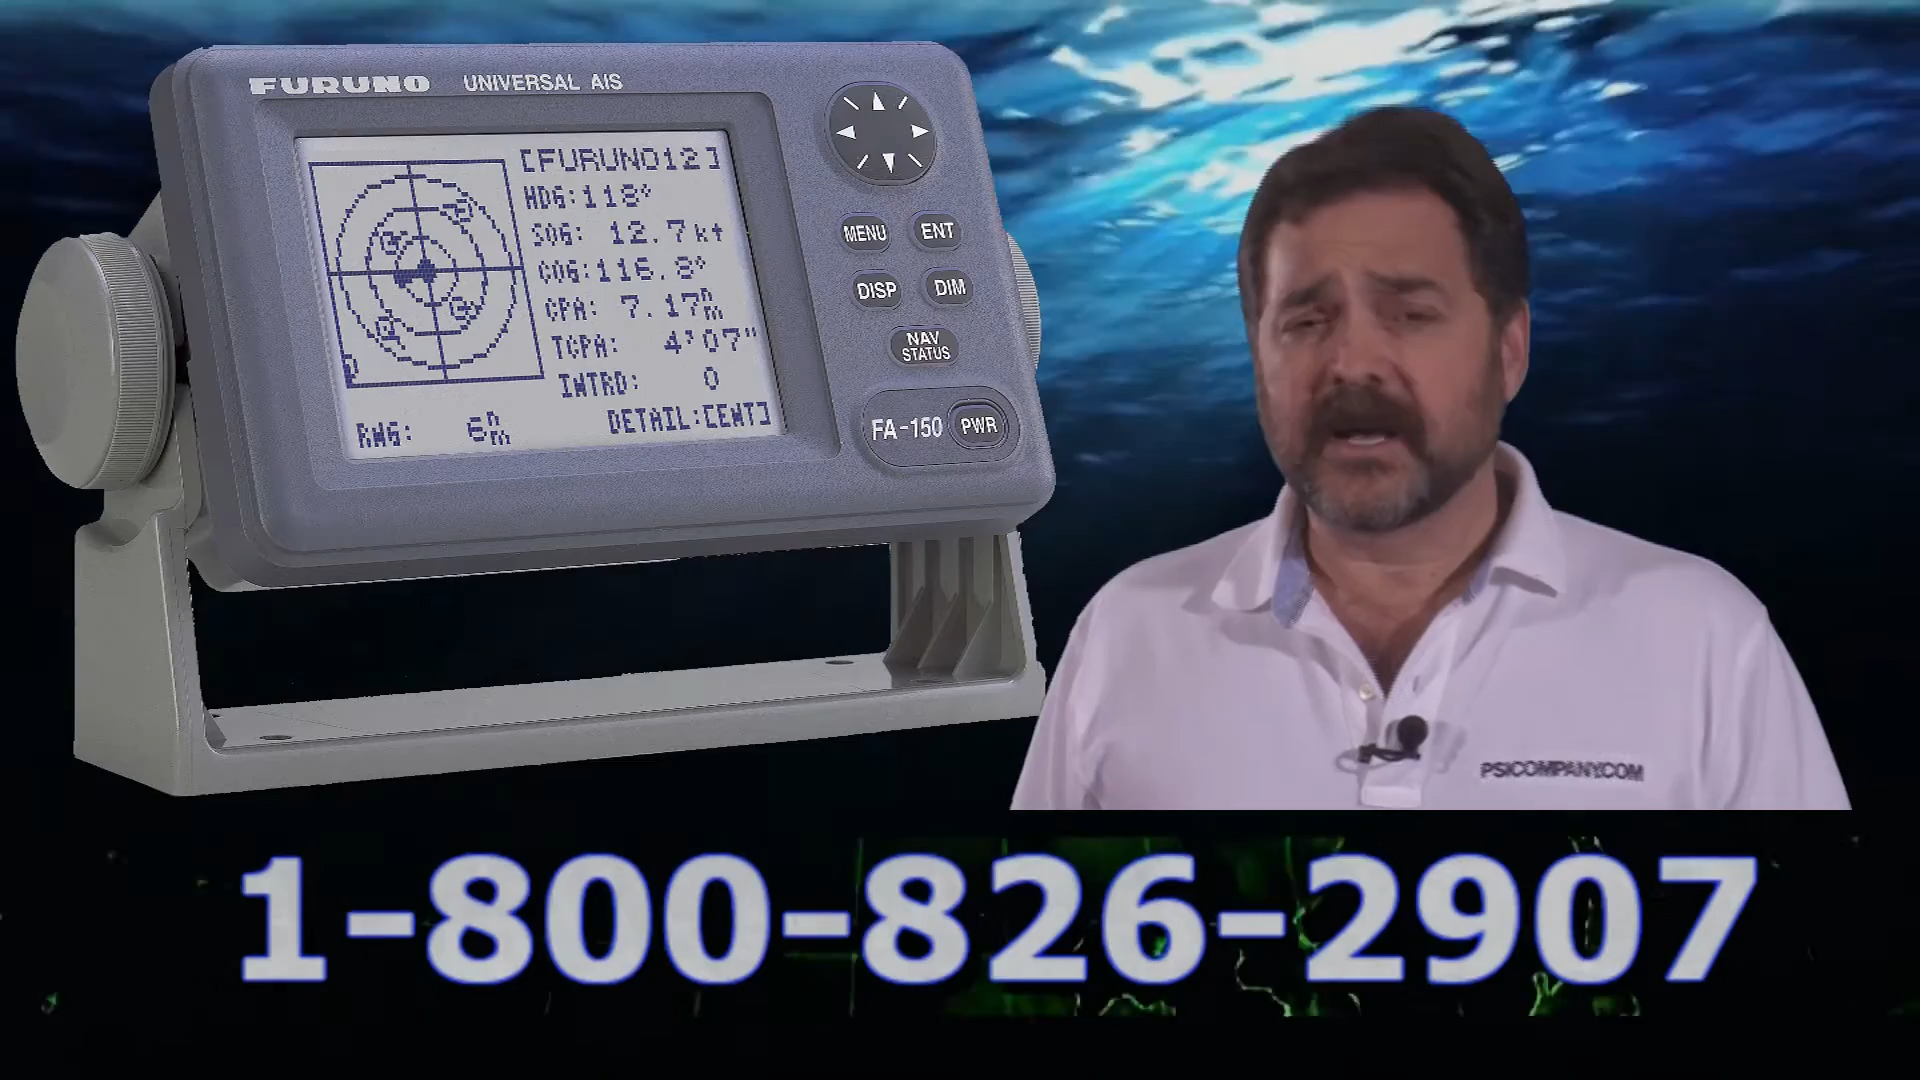 FURUNO UNIVERSAL AIS
[FURUNO12]
HDG:118°
SOG: 12.7kt
COG:116.8°
CPA: 7.17nm
TCPA: 4'07"
INTRD: 0
RNG: 6nm
DETAIL:[ENT]
MENU
ENT
DISP
DIM
NAV
STATUS
FA-150
PWR
PSICOMPANY.COM
1-800-826-2907